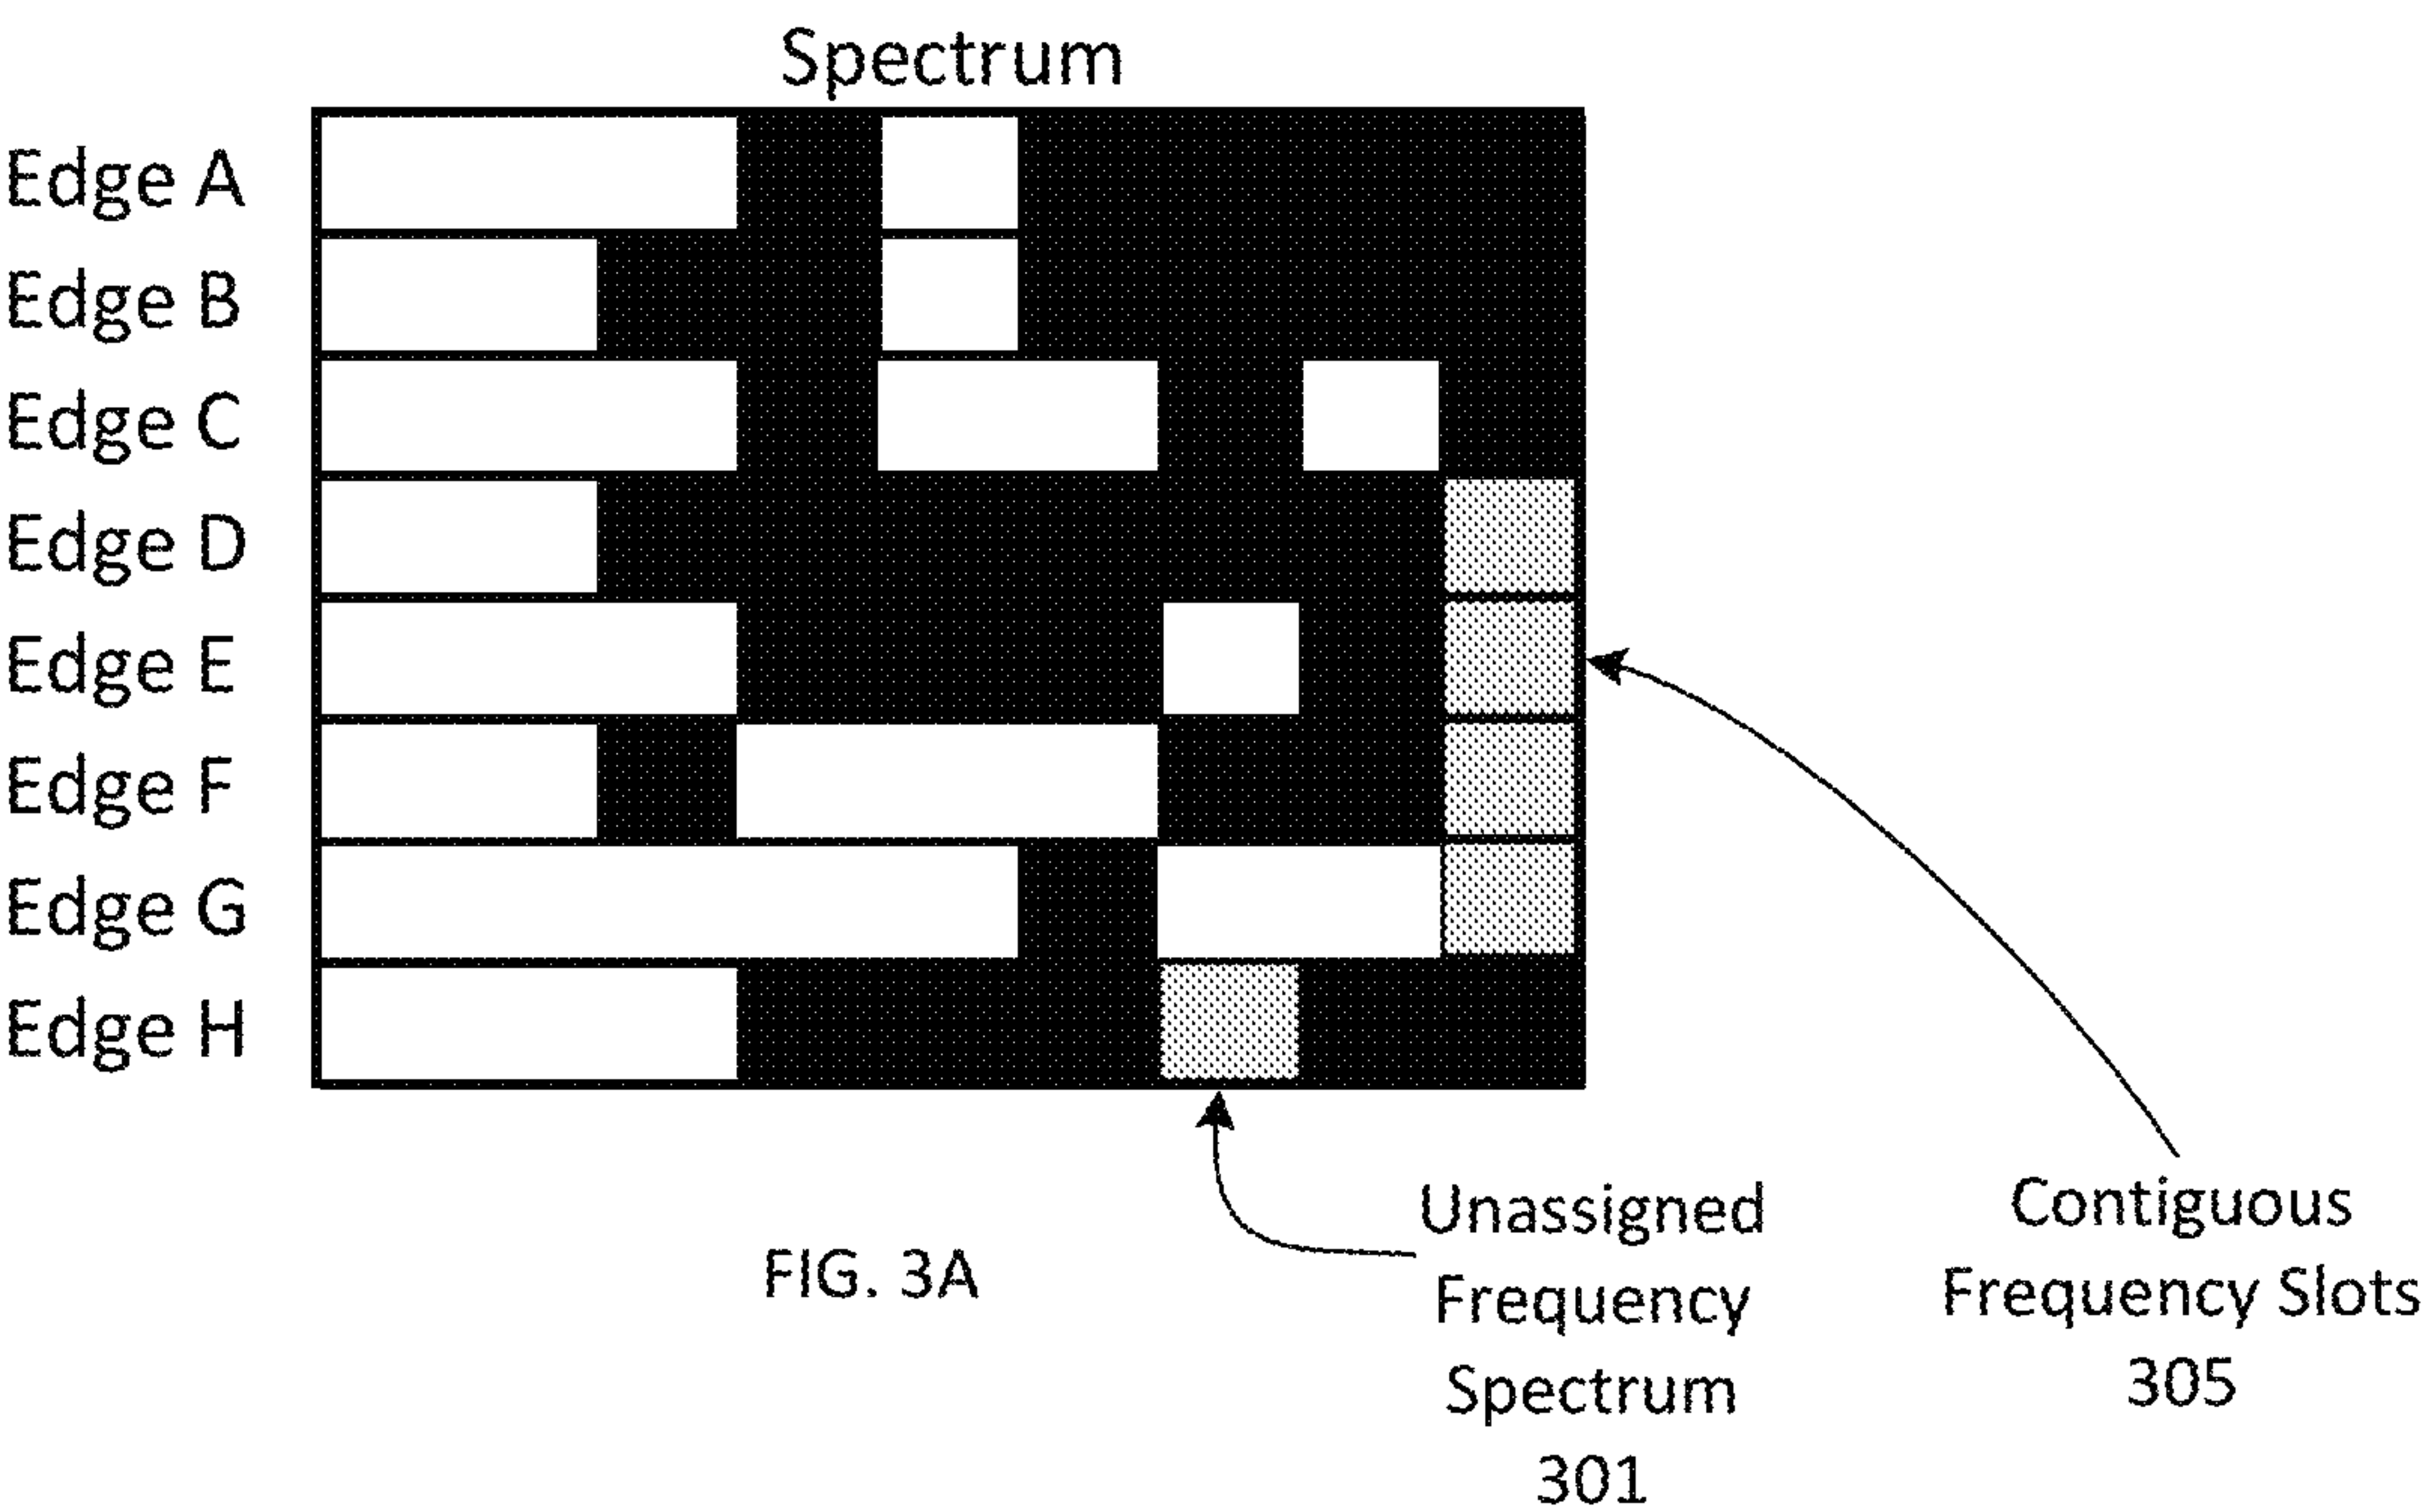 Spectrum
Edge A
Edge B
Edge C
Edge D
Edge E
Edge F
Edge G
Edge H
Unassigned
Frequency
Spectrum
301
Contiguous
Frequency Slots
305
FIG. 3A